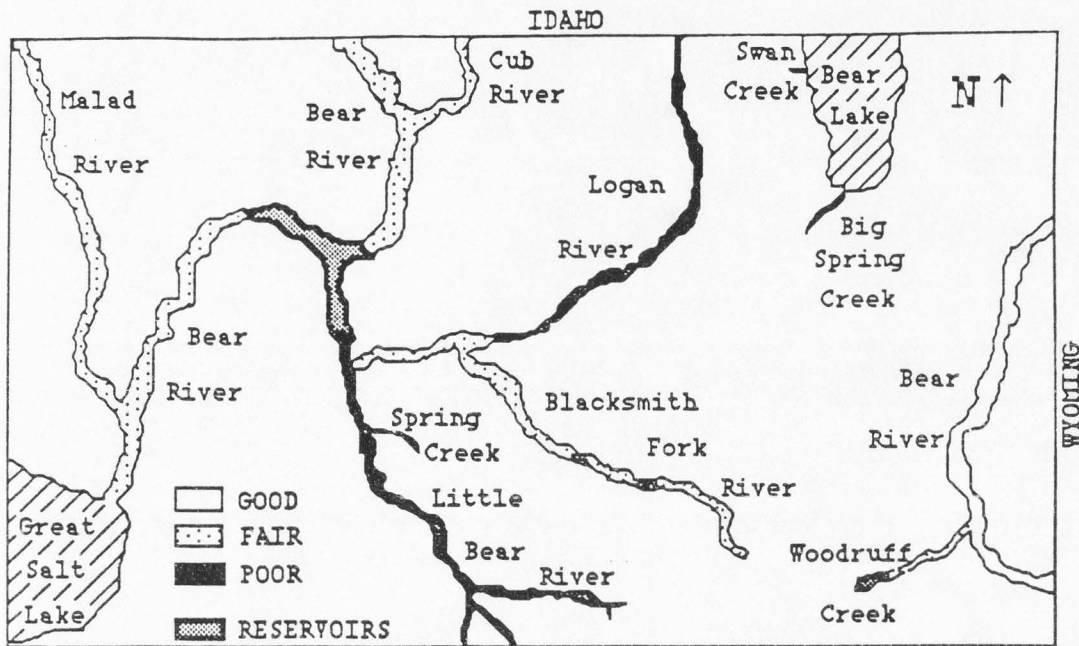 IDAHO
Malad
River
Bear
River
Cub
River
Logan
River
Swan
Creek
Bear
Lake
N ↑
Big
Spring
Creek
Bear
River
Bear
River
WYOMING
Blacksmith
Fork
River
Spring
Creek
Little
Bear
River
Woodruff
Creek
Great
Salt
Lake
GOOD
FAIR
POOR
RESERVOIRS